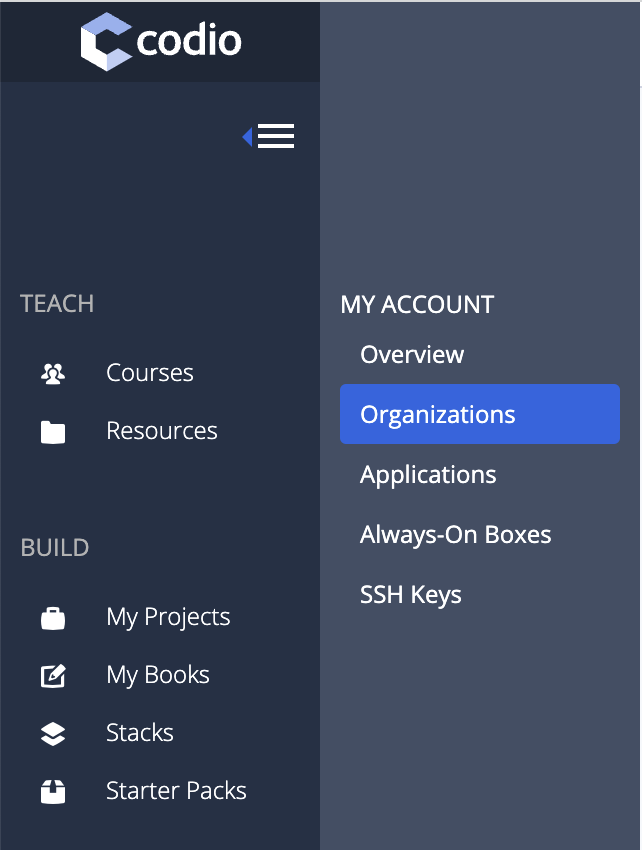 codio
TEACH
Courses
Resources
BUILD
My Projects
My Books
Stacks
Starter Packs
MY ACCOUNT
Overview
Organizations
Applications
Always-On Boxes
SSH Keys